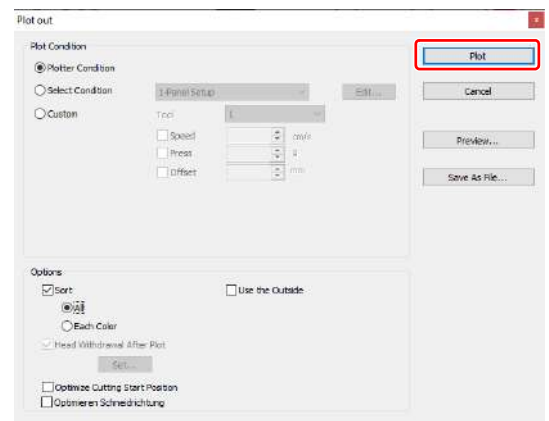 Plot out
Plot Condition
Plotter Condition
Select Condition
1-Panel Setup
Edit...
Custom
Tool
1
Speed
cm/s
Press
g
Offset
mm
Plot
Cancel
Preview...
Save As File...
Options
Sort
Use the Outside
All
Each Color
Head Withdrawal After Plot
Set...
Optimize Cutting Start Position
Optimieren Schneidrichtung